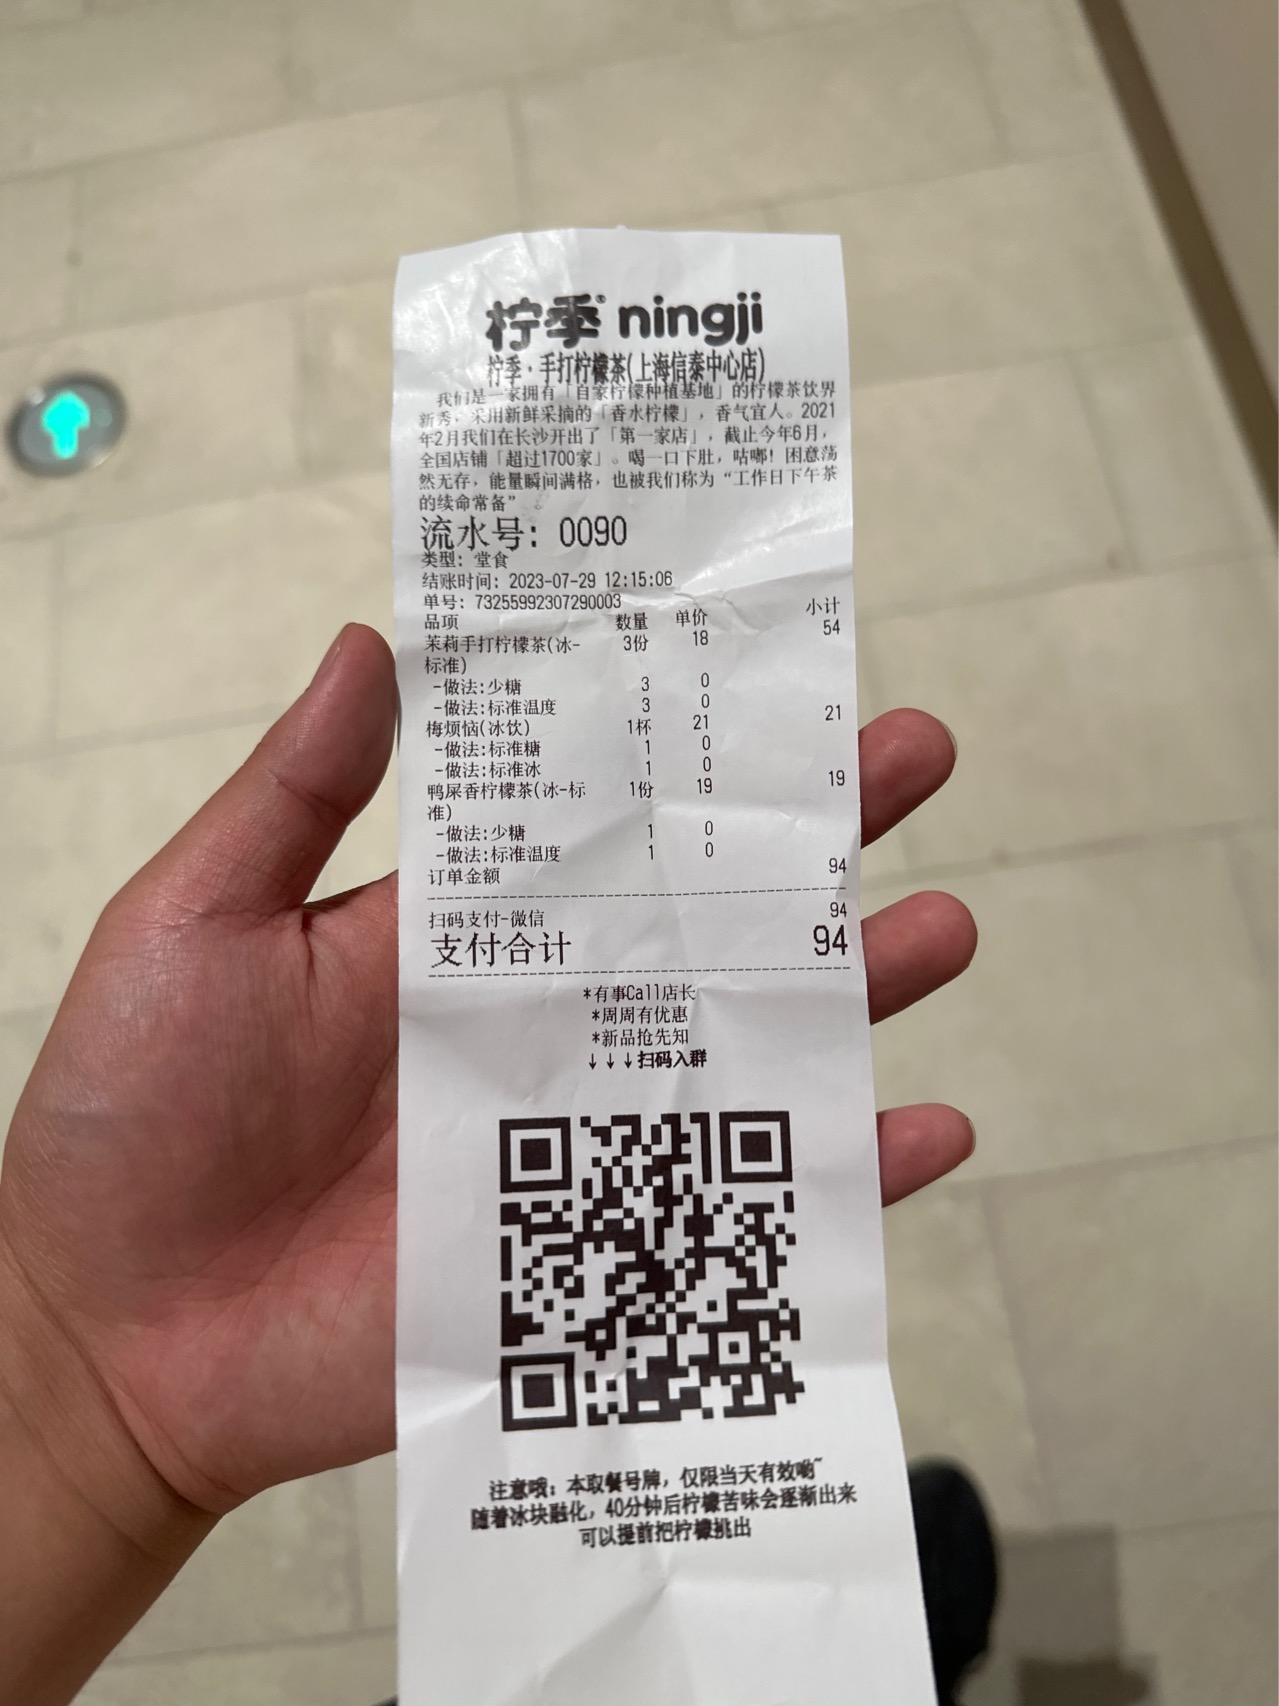 柠季® ningji
柠季·手打柠檬茶(上海信泰中心店)
我们是一家拥有「自家柠檬种植基地」的柠檬茶饮界
新秀，采用新鲜采摘的「香水柠檬」，香气宜人。2021
年2月我们在长沙开出了「第一家店」，截止今年6月，
全国店铺「超过1700家」。喝一口下肚，咕嘟！困意荡
然无存，能量瞬间满格，也被我们称为“工作日下午茶
的续命常备”。
流水号：0090
类型：堂食
结账时间：2023-07-29 12:15:06
单号：73255992307290003
品项 数量 单价 小计
茉莉手打柠檬茶(冰- 3份 18 54
标准)
-做法:少糖 3 0
-做法:标准温度 3 0
梅烦恼(冰饮) 1杯 21 21
-做法:标准糖 1 0
-做法:标准冰 1 0
鸭屎香柠檬茶(冰-标 1份 19 19
准)
-做法:少糖 1 0
-做法:标准温度 1 0
订单金额 94
扫码支付-微信 94
支付合计 94
*有事Call店长
*周周有优惠
*新品抢先知
↓↓↓扫码入群
注意哦：本取餐号牌，仅限当天有效哟~
随着冰块融化，40分钟后柠檬苦味会逐渐出来
可以提前把柠檬挑出